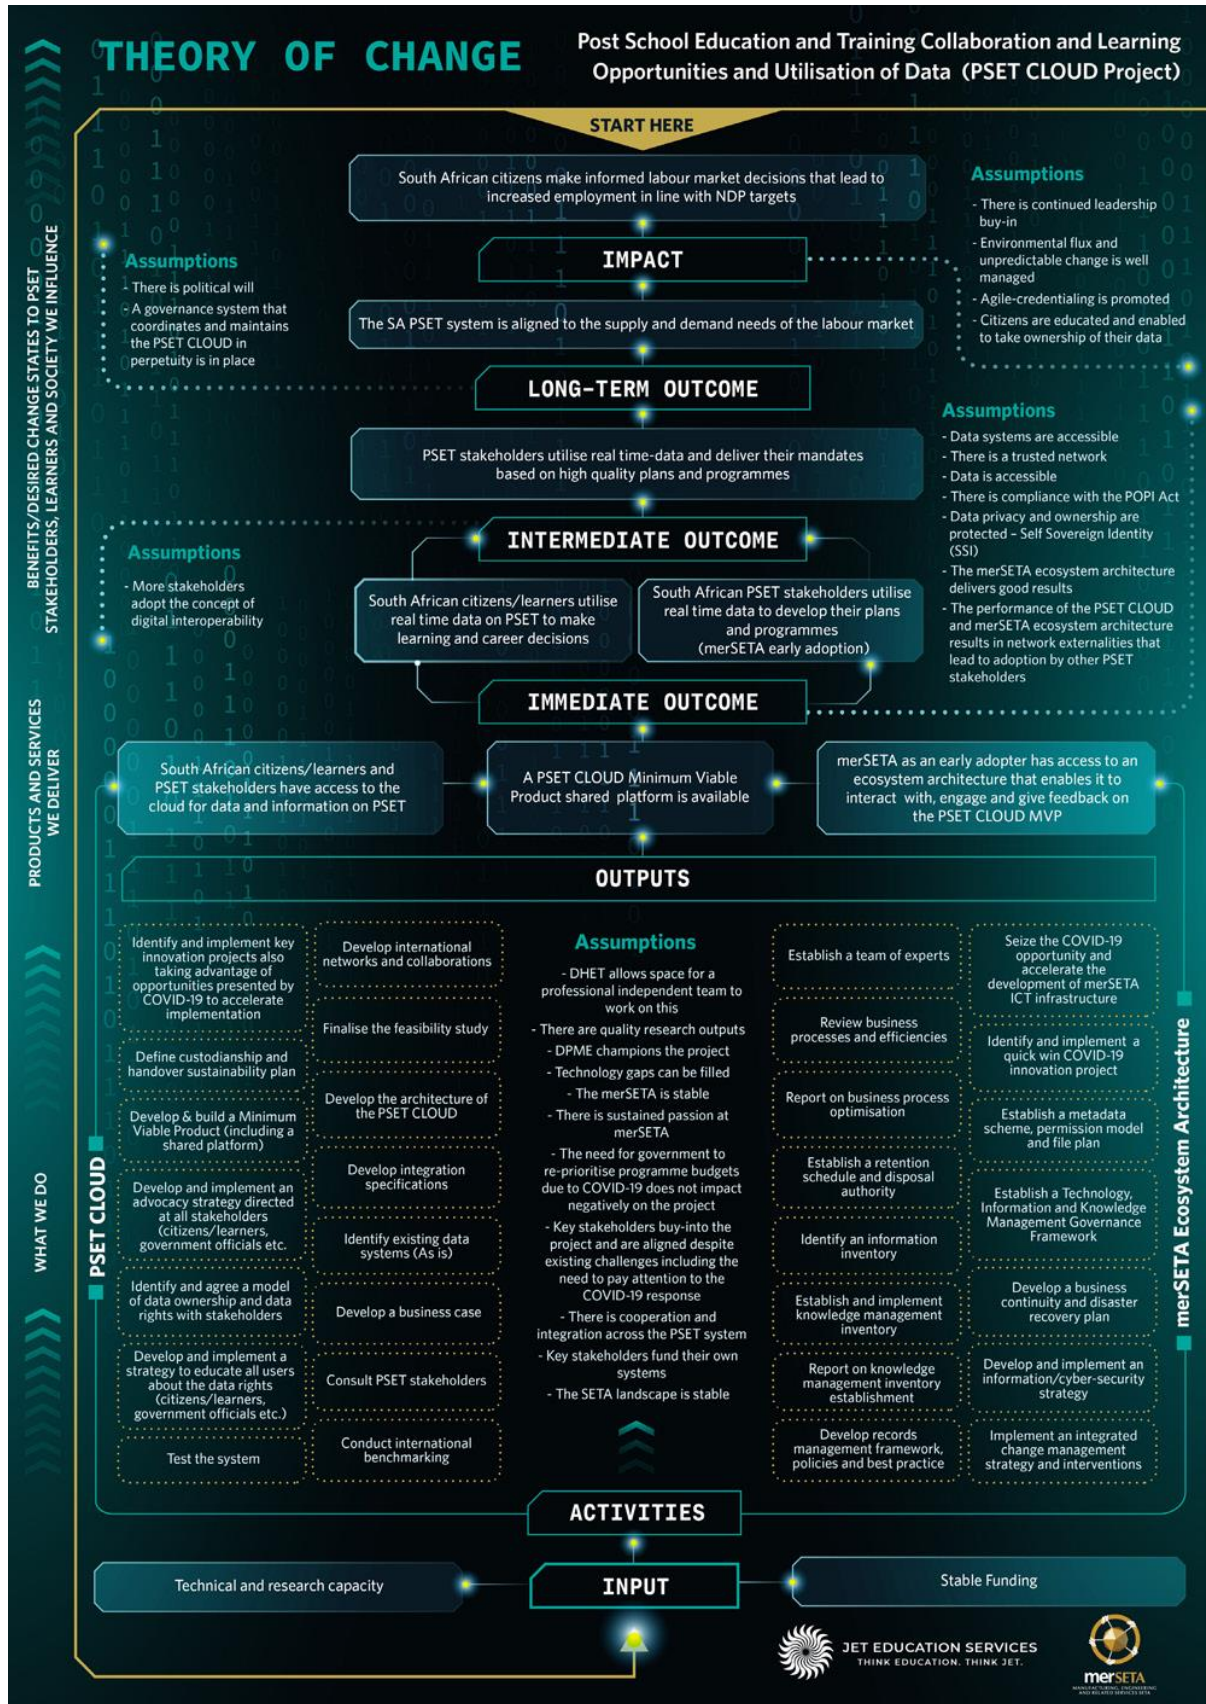 THEORY OF CHANGE
Post School Education and Training Collaboration and Learning
Opportunities and Utilisation of Data (PSET CLOUD Project)
START HERE
South African citizens make informed labour market decisions that lead to
increased employment in line with NDP targets
Assumptions
- There is continued leadership
buy-in
- Environmental flux and
unpredictable change is well
managed
- Agile-credentialing is promoted
- Citizens are educated and enabled
to take ownership of their data
IMPACT
Assumptions
- There is political will
- A governance system that
coordinates and maintains
the PSET CLOUD in
perpetuity is in place
The SA PSET system is aligned to the supply and demand needs of the labour market
LONG-TERM OUTCOME
PSET stakeholders utilise real time-data and deliver their mandates
based on high quality plans and programmes
Assumptions
- Data systems are accessible
- There is a trusted network
- Data is accessible
- There is compliance with the POPI Act
- Data privacy and ownership are
protected – Self Sovereign Identity
(SSI)
- The merSETA ecosystem architecture
delivers good results
- The performance of the PSET CLOUD
and merSETA ecosystem architecture
results in network externalities that
lead to adoption by other PSET
stakeholders
INTERMEDIATE OUTCOME
Assumptions
- More stakeholders
adopt the concept of
digital interoperability
South African citizens/learners utilise
real time data on PSET to make
learning and career decisions
South African PSET stakeholders utilise
real time data to develop their plans
and programmes
(merSETA early adoption)
IMMEDIATE OUTCOME
South African citizens/learners and
PSET stakeholders have access to the
cloud for data and information on PSET
A PSET CLOUD Minimum Viable
Product shared platform is available
merSETA as an early adopter has access to an
ecosystem architecture that enables it to
interact with, engage and give feedback on
the PSET CLOUD MVP
OUTPUTS
Identify and implement key
innovation projects also
taking advantage of
opportunities presented by
COVID-19 to accelerate
implementation
Define custodianship and
handover sustainability plan
Develop & build a Minimum
Viable Product (including a
shared platform)
Develop and implement an
advocacy strategy directed
at all stakeholders
(citizens/learners,
government officials etc.
Identify and agree a model
of data ownership and data
rights with stakeholders
Develop and implement a
strategy to educate all users
about the data rights
(citizens/learners,
government officials etc.)
Test the system
Develop international
networks and collaborations
Finalise the feasibility study
Develop the architecture of
the PSET CLOUD
Develop integration
specifications
Identify existing data
systems (As is)
Develop a business case
Consult PSET stakeholders
Conduct international
benchmarking
Assumptions
- DHET allows space for a
professional independent team to
work on this
- There are quality research outputs
- DPME champions the project
- Technology gaps can be filled
- The merSETA is stable
- There is sustained passion at
merSETA
- The need for government to
re-prioritise programme budgets
due to COVID-19 does not impact
negatively on the project
- Key stakeholders buy-into the
project and are aligned despite
existing challenges including the
need to pay attention to the
COVID-19 response
- There is cooperation and
integration across the PSET system
- Key stakeholders fund their own
systems
- The SETA landscape is stable
Establish a team of experts
Review business
processes and efficiencies
Report on business process
optimisation
Establish a retention
schedule and disposal
authority
Identify an information
inventory
Establish and implement
knowledge management
inventory
Report on knowledge
management inventory
establishment
Develop records
management framework,
policies and best practice
Seize the COVID-19
opportunity and
accelerate the
development of merSETA
ICT infrastructure
Identify and implement a
quick win COVID-19
innovation project
Establish a metadata
scheme, permission model
and file plan
Establish a Technology,
Information and Knowledge
Management Governance
Framework
Develop a business
continuity and disaster
recovery plan
Develop and implement an
information/cyber-security
strategy
Implement an integrated
change management
strategy and interventions
PSET CLOUD
merSETA Ecosystem Architecture
ACTIVITIES
Technical and research capacity
INPUT
Stable Funding
BENEFITS/DESIRED CHANGE STATES TO PSET
STAKEHOLDERS, LEARNERS AND SOCIETY WE INFLUENCE
PRODUCTS AND SERVICES
WE DELIVER
WHAT WE DO
JET EDUCATION SERVICES
THINK EDUCATION. THINK JET.
merSETA
MANUFACTURING, ENGINEERING
AND RELATED SERVICES SETA